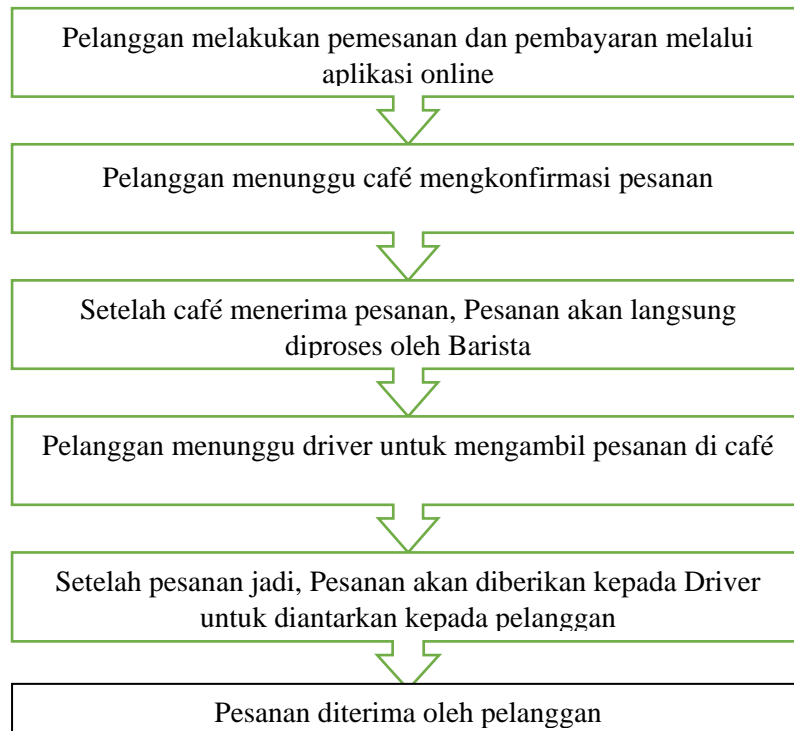 Pelanggan melakukan pemesanan dan pembayaran melalui
aplikasi online
Pelanggan menunggu café mengkonfirmasi pesanan
Setelah café menerima pesanan, Pesanan akan langsung
diproses oleh Barista
Pelanggan menunggu driver untuk mengambil pesanan di café
Setelah pesanan jadi, Pesanan akan diberikan kepada Driver
untuk diantarkan kepada pelanggan
Pesanan diterima oleh pelanggan